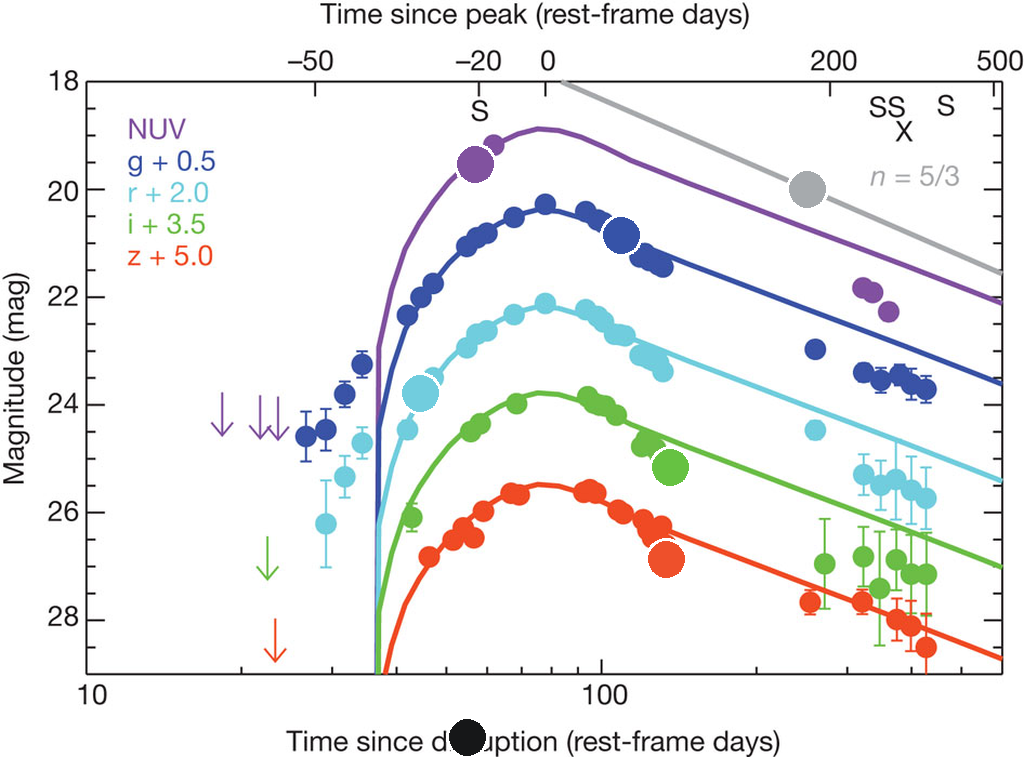 Time since peak (rest-frame days)
−50 −20 0 200 500
18
20
22
24
26
28
Magnitude (mag)
NUV
g + 0.5
r + 2.0
i + 3.5
z + 5.0
S
SS
S
X
n = 5/3
10 100
Time since disruption (rest-frame days)